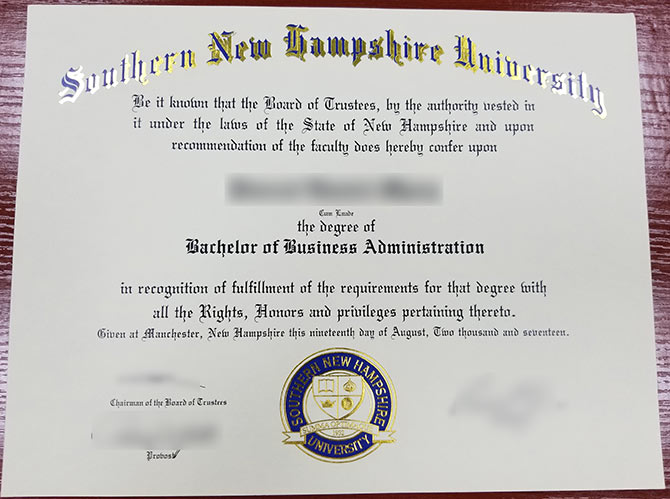 Southern New Hampshire University
Be it known that the Board of Trustees, by the authority vested in
it under the laws of the State of New Hampshire and upon
recommendation of the faculty does hereby confer upon
Cum Laude
the degree of
Bachelor of Business Administration
in recognition of fulfillment of the requirements for that degree with
all the Rights, Honors and privileges pertaining thereto.
Given at Manchester, New Hampshire this nineteenth day of August, Two thousand and seventeen.
Chairman of the Board of Trustees
Provost
SOUTHERN NEW HAMPSHIRE
1932
UNIVERSITY